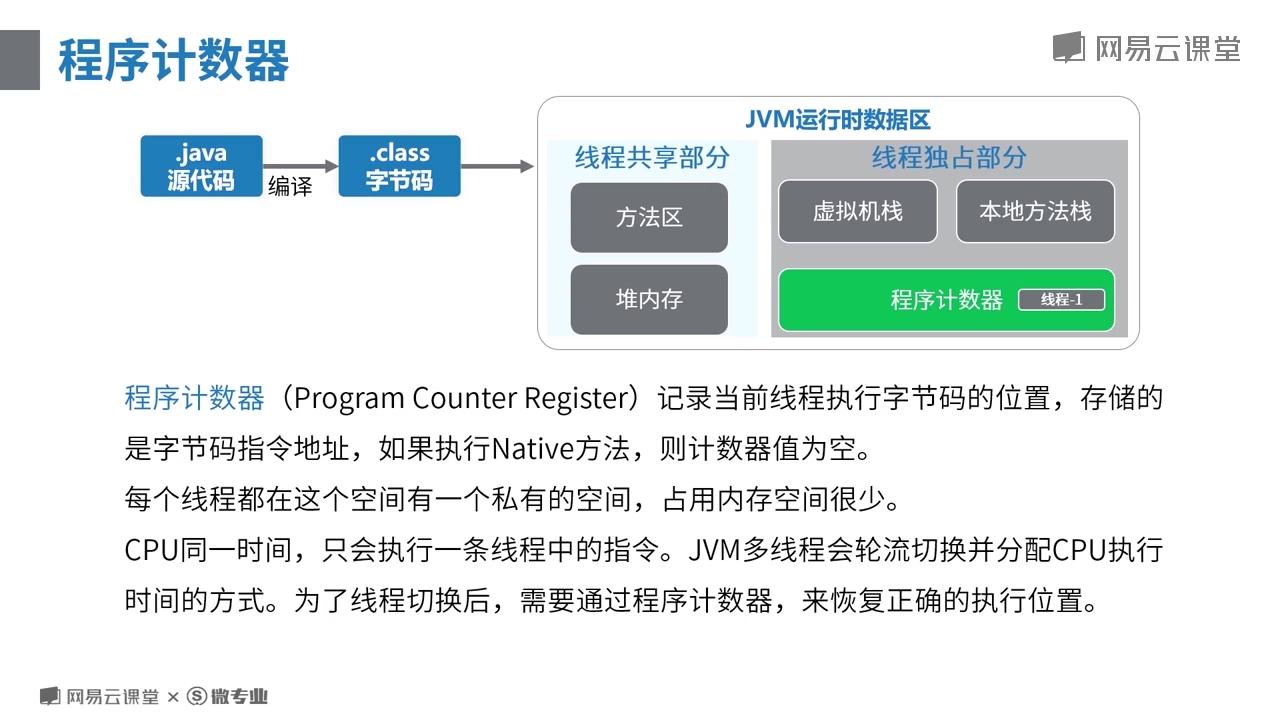 程序计数器
网易云课堂
JVM运行时数据区
.java
源代码
编译
.class
字节码
线程共享部分
方法区
堆内存
线程独占部分
虚拟机栈
本地方法栈
程序计数器
线程-1
程序计数器（Program Counter Register）记录当前线程执行字节码的位置，存储的
是字节码指令地址，如果执行Native方法，则计数器值为空。
每个线程都在这个空间有一个私有的空间，占用内存空间很少。
CPU同一时间，只会执行一条线程中的指令。JVM多线程会轮流切换并分配CPU执行
时间的方式。为了线程切换后，需要通过程序计数器，来恢复正确的执行位置。
网易云课堂 × S 微专业